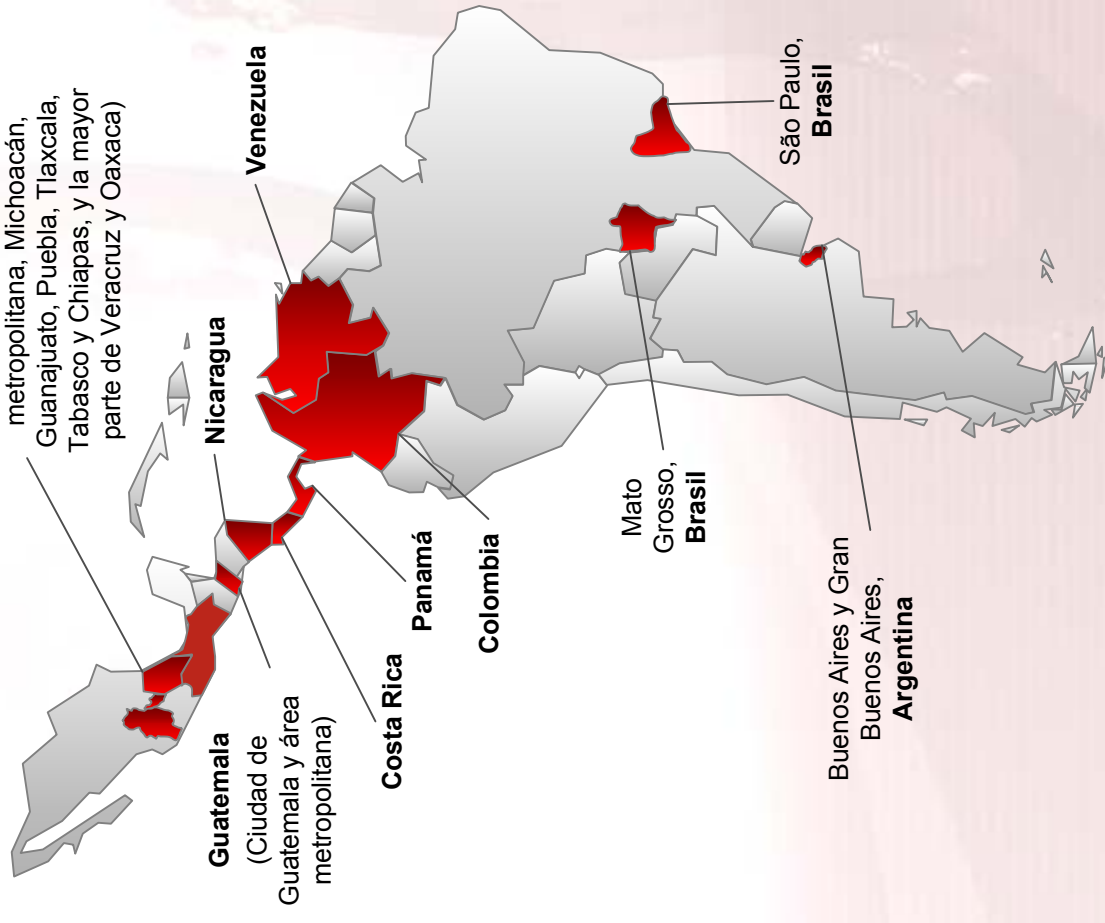 metropolitana, Michoacán,
Guanajuato, Puebla, Tlaxcala,
Tabasco y Chiapas, y la mayor
parte de Veracruz y Oaxaca)
Venezuela
Nicaragua
São Paulo,
Brasil
Panamá
Colombia
Mato
Grosso,
Brasil
Guatemala
(Ciudad de
Guatemala y área
metropolitana)
Costa Rica
Buenos Aires y Gran
Buenos Aires,
Argentina